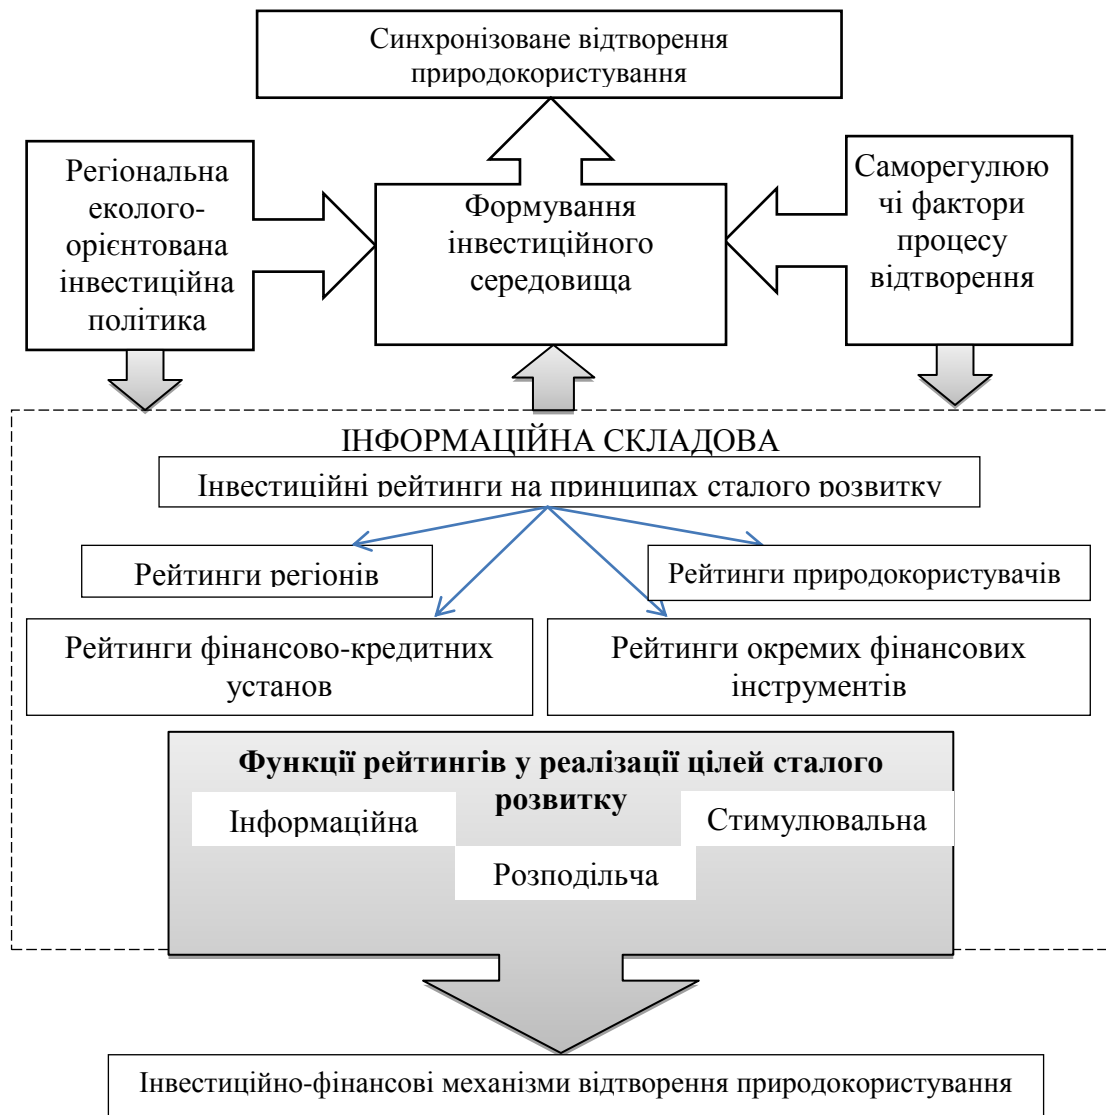 Синхронізоване відтворення
природокористування
Регіональна
еколого-
орієнтована
інвестиційна
політика
Формування
інвестиційного
середовища
Саморегулюю
чі фактори
процесу
відтворення
ІНФОРМАЦІЙНА СКЛАДОВА
Інвестиційні рейтинги на принципах сталого розвитку
Рейтинги регіонів
Рейтинги природокористувачів
Рейтинги фінансово-кредитних
установ
Рейтинги окремих фінансових
інструментів
Функції рейтингів у реалізації цілей сталого
розвитку
Інформаційна
Стимулювальна
Розподільча
Інвестиційно-фінансові механізми відтворення природокористування